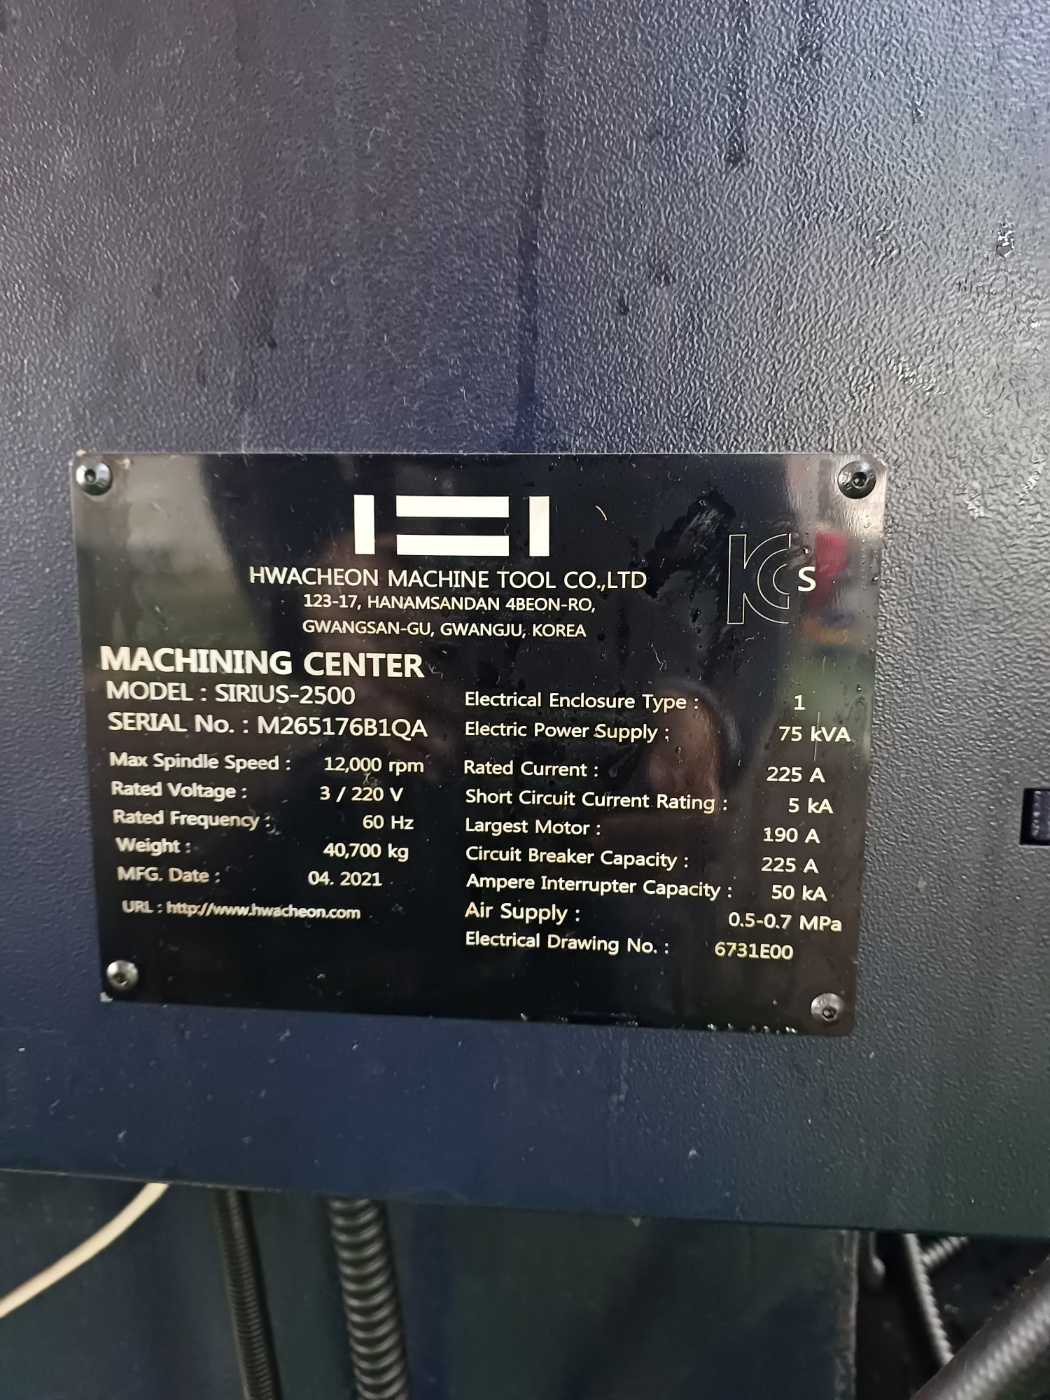 HWACHEON MACHINE TOOL CO.,LTD
123-17, HANAMSANDAN 4BEON-RO,
GWANGSAN-GU, GWANGJU, KOREA
KCs
MACHINING CENTER
MODEL : SIRIUS-2500
SERIAL No. : M265176B1QA
Max Spindle Speed : 12,000 rpm
Rated Voltage : 3 / 220 V
Rated Frequency : 60 Hz
Weight : 40,700 kg
MFG. Date : 04. 2021
URL : http://www.hwacheon.com
Electrical Enclosure Type : 1
Electric Power Supply : 75 kVA
Rated Current : 225 A
Short Circuit Current Rating : 5 kA
Largest Motor : 190 A
Circuit Breaker Capacity : 225 A
Ampere Interrupter Capacity : 50 kA
Air Supply : 0.5-0.7 MPa
Electrical Drawing No. : 6731E00